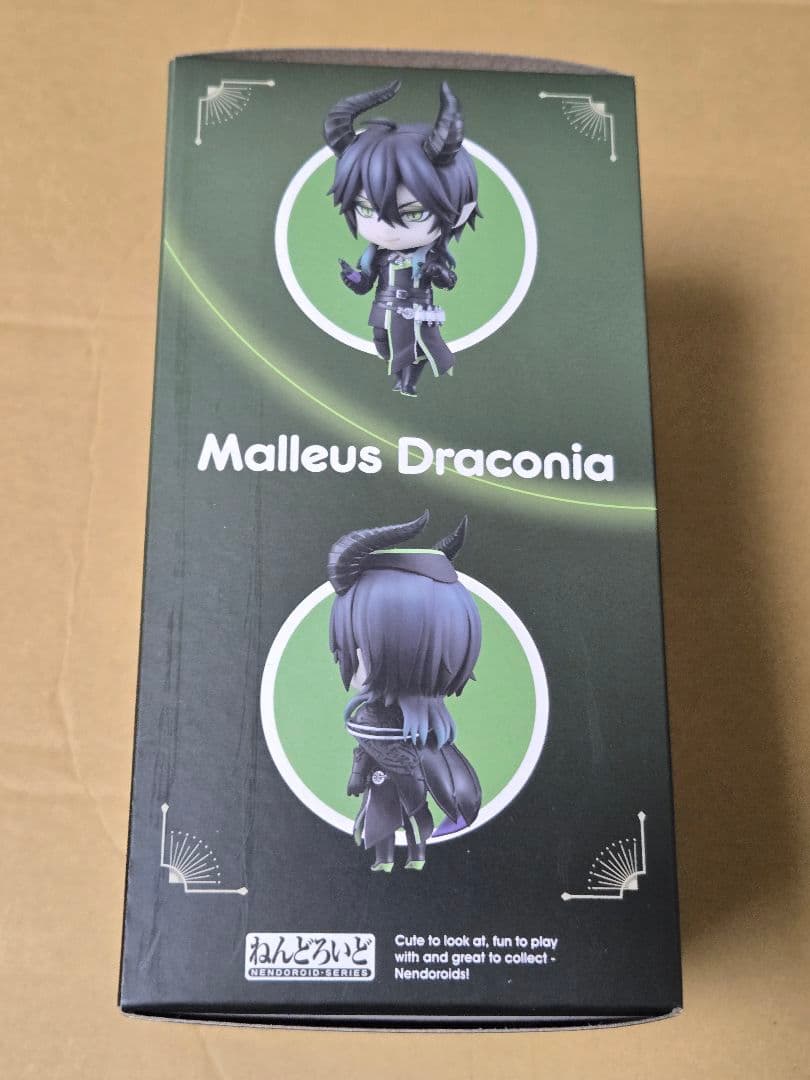 Malleus Draconia
ねんどろいど
NENDOROID·SERIES
Cute to look at, fun to play
with and great to collect -
Nendoroids!